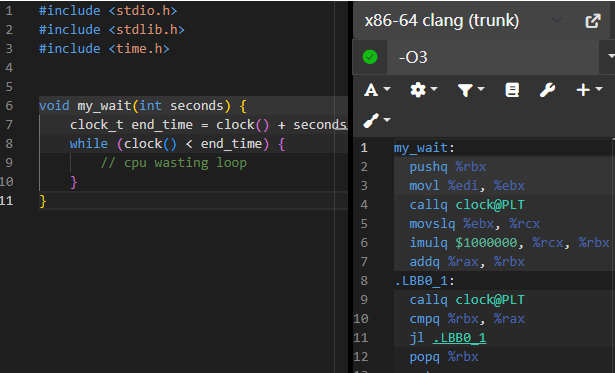 1 #include <stdio.h>
2 #include <stdlib.h>
3 #include <time.h>
4
5
6 void my_wait(int seconds) {
7 clock_t end_time = clock() + seconds
8 while (clock() < end_time) {
9 // cpu wasting loop
10 }
11 }
x86-64 clang (trunk)
-O3
A
1 my_wait:
2 pushq %rbx
3 movl %edi, %ebx
4 callq clock@PLT
5 movslq %ebx, %rcx
6 imulq $1000000, %rcx, %rbx
7 addq %rax, %rbx
8 .LBB0_1:
9 callq clock@PLT
10 cmpq %rbx, %rax
11 jl .LBB0_1
12 popq %rbx